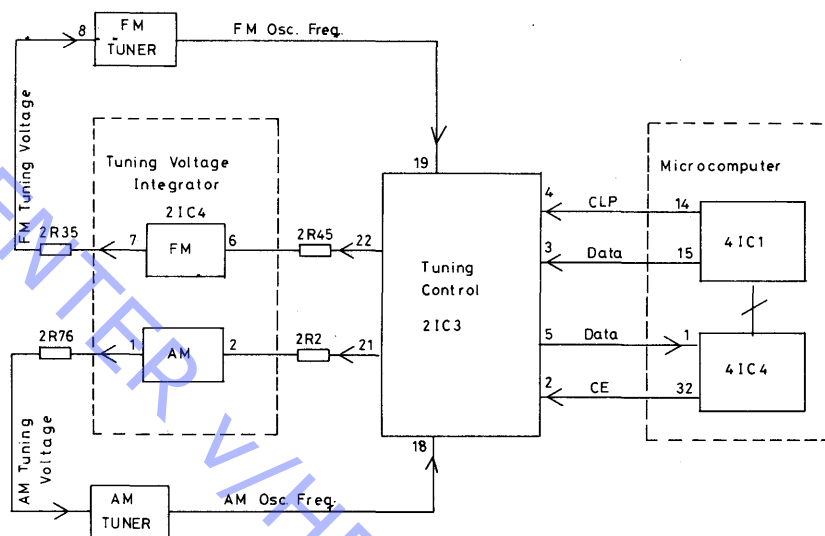 8
FM
TUNER
FM Osc. Freq.
FM Tuning Voltage
Tuning Voltage
Integrator
2IC4
2R35
7
FM
6
2R45
22
2R76
1
AM
2
2R2
21
AM Tuning
Voltage
AM
TUNER
AM Osc. Freq.
19
Tuning
Control
2IC3
18
4
CLP
14
3
Data
15
5
Data
1
2
CE
32
Microcomputer
4IC1
4IC4
ENTER v/H